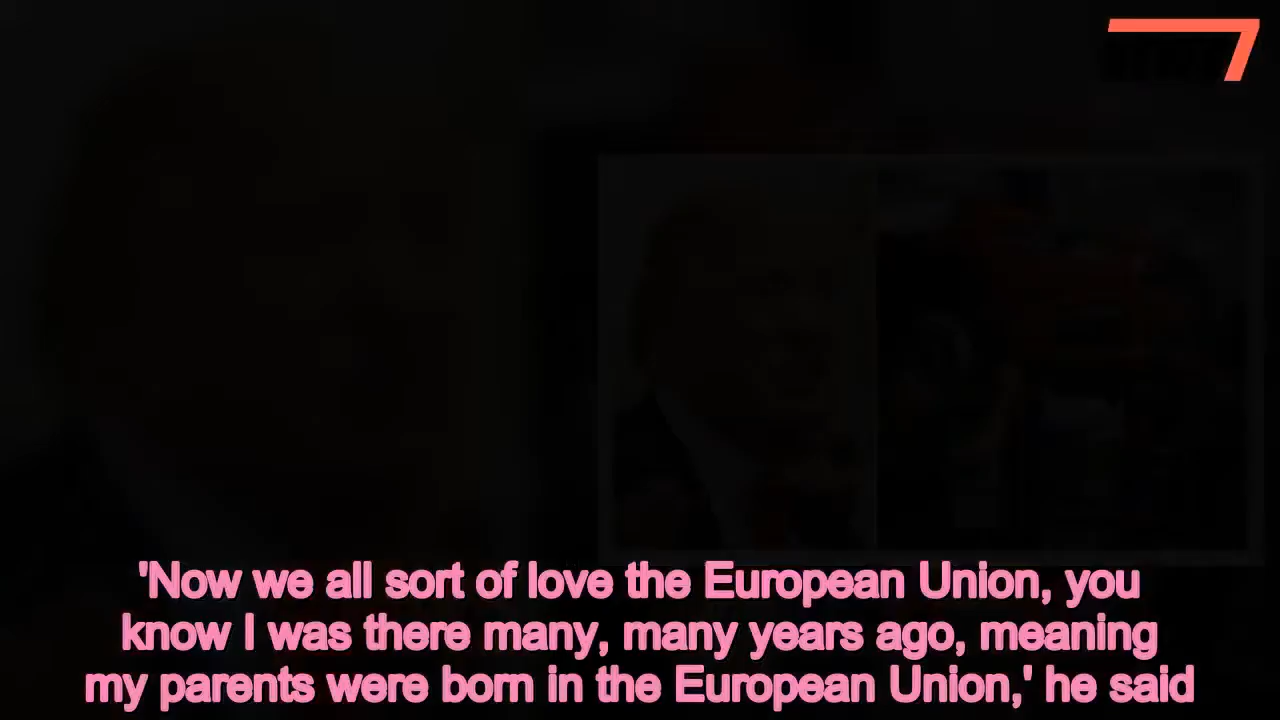 'Now we all sort of love the European Union, you
know I was there many, many years ago, meaning
my parents were born in the European Union,' he said